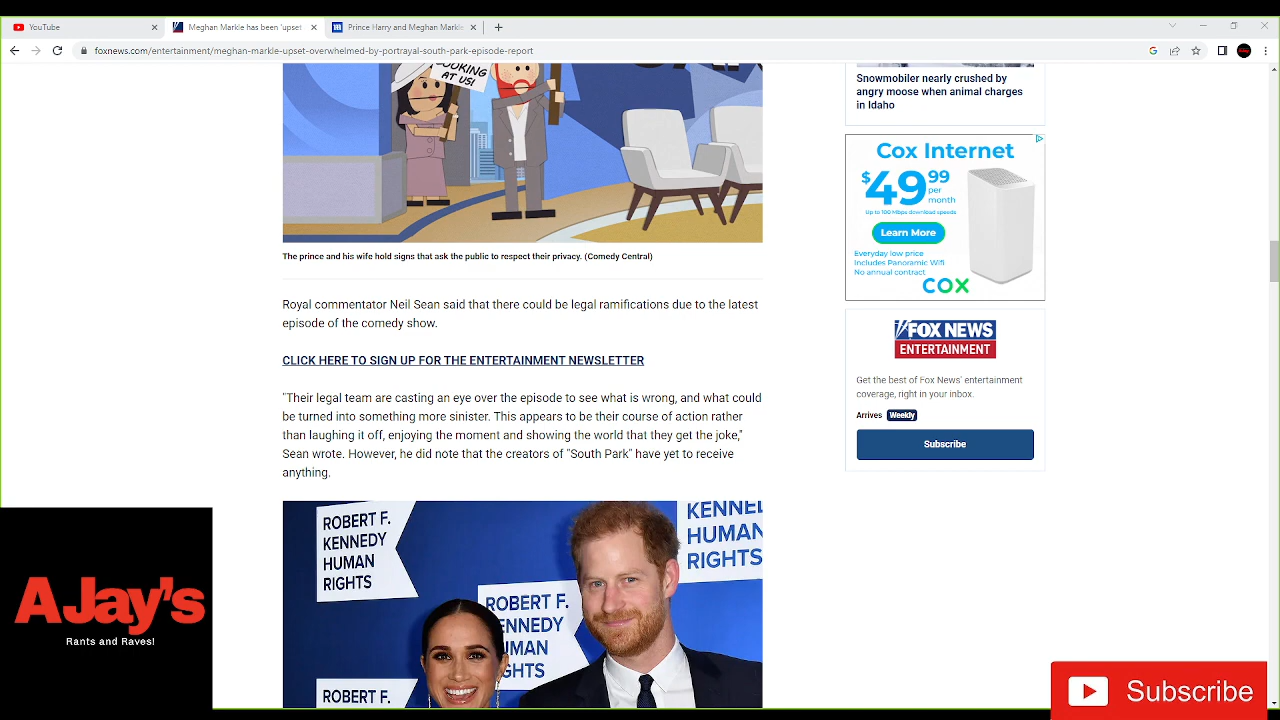 YouTube
Meghan Markle has been 'upset
Prince Harry and Meghan Markle
foxnews.com/entertainment/meghan-markle-upset-overwhelmed-by-portrayal-south-park-episode-report
LOOKING
AT US!
The prince and his wife hold signs that ask the public to respect their privacy. (Comedy Central)
Royal commentator Neil Sean said that there could be legal ramifications due to the latest
episode of the comedy show.
CLICK HERE TO SIGN UP FOR THE ENTERTAINMENT NEWSLETTER
"Their legal team are casting an eye over the episode to see what is wrong, and what could
be turned into something more sinister. This appears to be their course of action rather
than laughing it off, enjoying the moment and showing the world that they get the joke,"
Sean wrote. However, he did note that the creators of "South Park" have yet to receive
anything.
ROBERT F.
KENNEDY
HUMAN
RIGHTS
KENNE
HUMAN
RIGHTS
ROBERT F.
KENNEDY
HUMAN
GHTS
ROBERT F.
Snowmobiler nearly crushed by
angry moose when animal charges
in Idaho
Cox Internet
$49 99
per
month
Up to 100 Mbps download speeds
Learn More
Everyday low price
Includes Panoramic Wifi
No annual contract
COX
FOX NEWS
ENTERTAINMENT
Get the best of Fox News' entertainment
coverage, right in your inbox.
Arrives Weekly
Subscribe
AJay's
Rants and Raves!
Subscribe